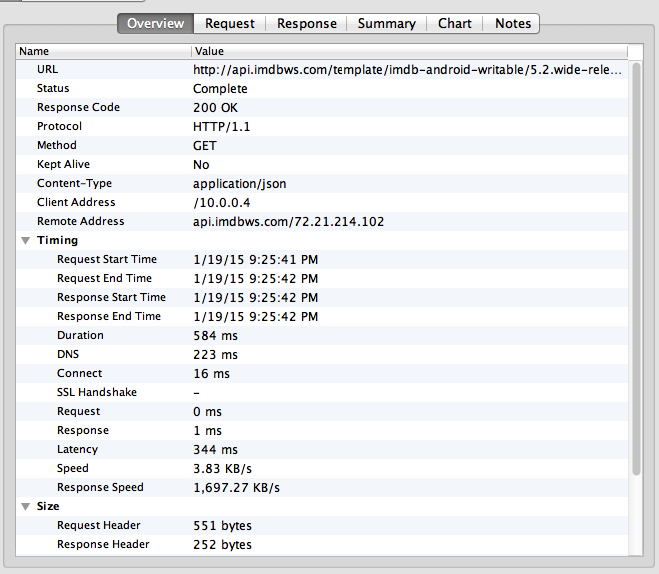 Overview Request Response Summary Chart Notes
Name Value
URL http://api.imdbws.com/template/imdb-android-writable/5.2.wide-rele...
Status Complete
Response Code 200 OK
Protocol HTTP/1.1
Method GET
Kept Alive No
Content-Type application/json
Client Address /10.0.0.4
Remote Address api.imdbws.com/72.21.214.102
Timing
Request Start Time 1/19/15 9:25:41 PM
Request End Time 1/19/15 9:25:42 PM
Response Start Time 1/19/15 9:25:42 PM
Response End Time 1/19/15 9:25:42 PM
Duration 584 ms
DNS 223 ms
Connect 16 ms
SSL Handshake -
Request 0 ms
Response 1 ms
Latency 344 ms
Speed 3.83 KB/s
Response Speed 1,697.27 KB/s
Size
Request Header 551 bytes
Response Header 252 bytes